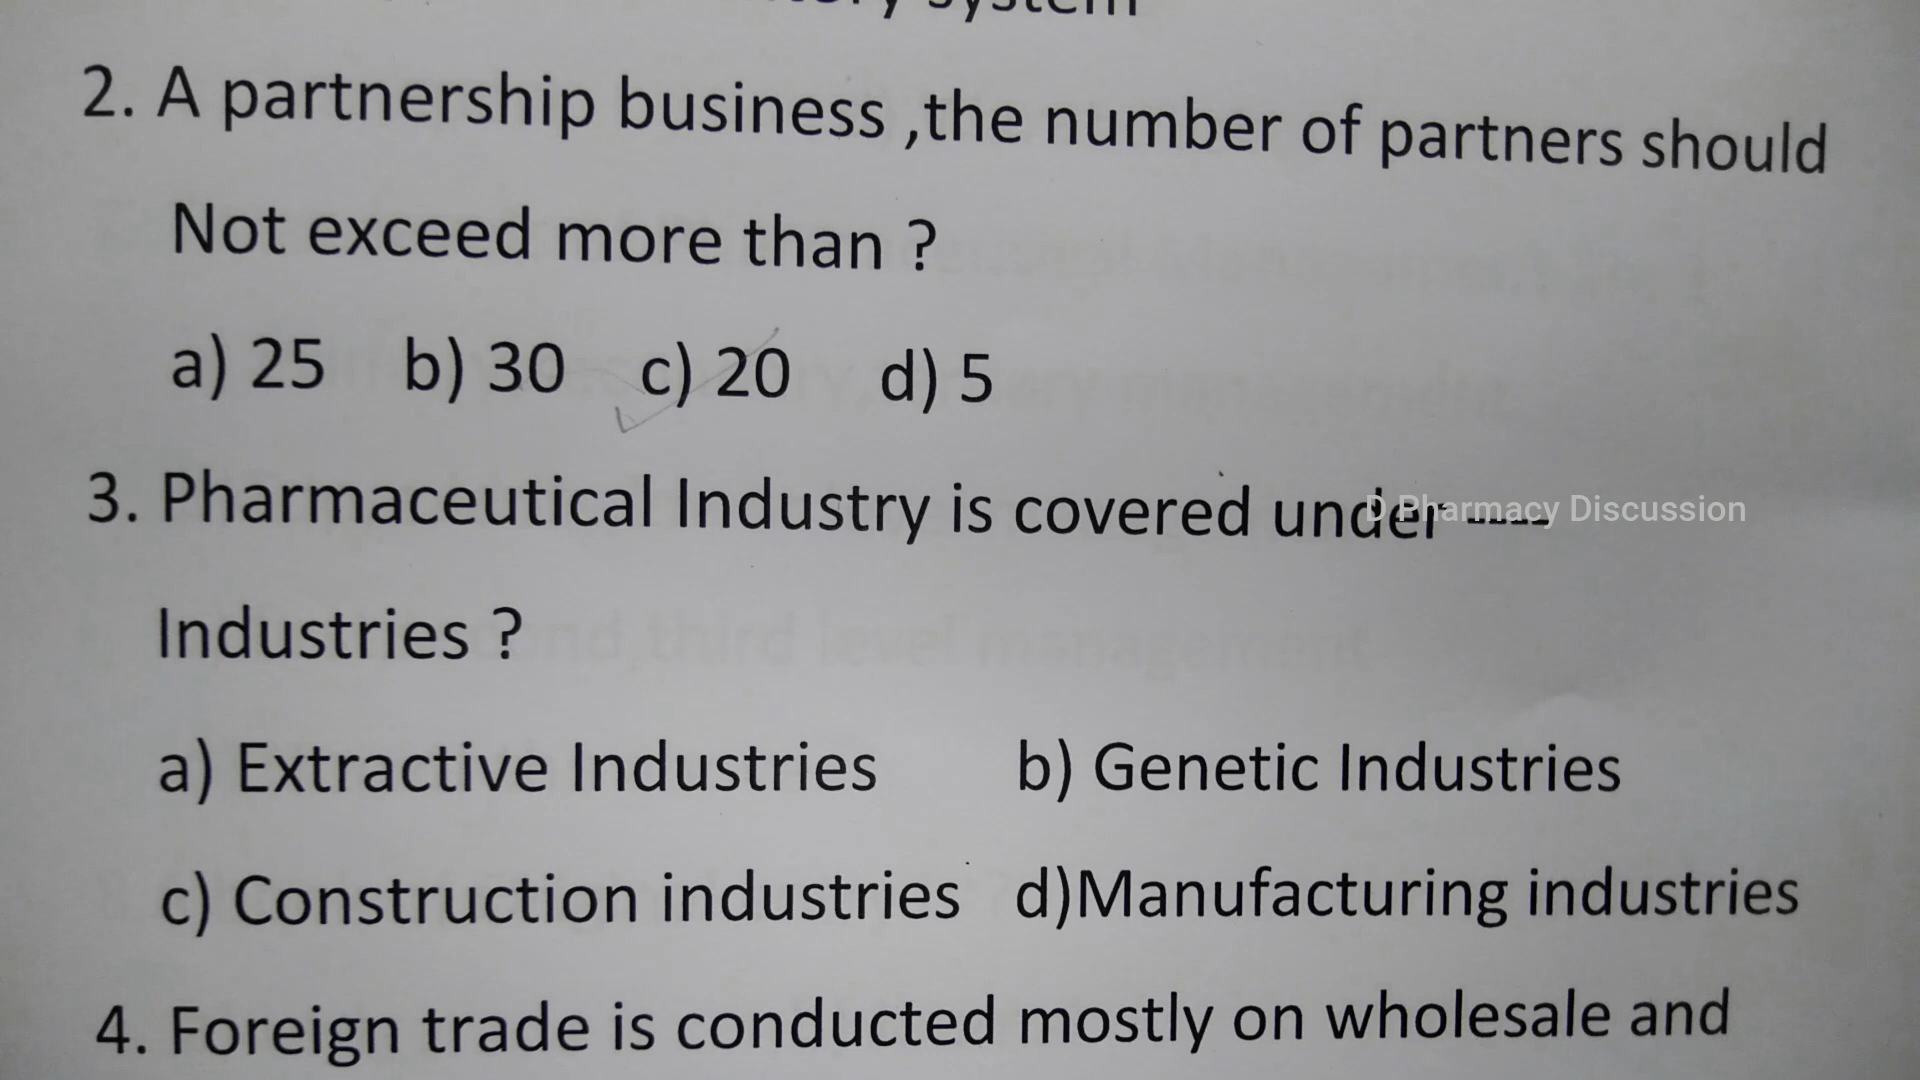 system
2. A partnership business ,the number of partners should
Not exceed more than ?
a) 25 b) 30 c) 20 d) 5
3. Pharmaceutical Industry is covered under -----
D Pharmacy Discussion
Industries ?
a) Extractive Industries b) Genetic Industries
c) Construction industries d)Manufacturing industries
4. Foreign trade is conducted mostly on wholesale and